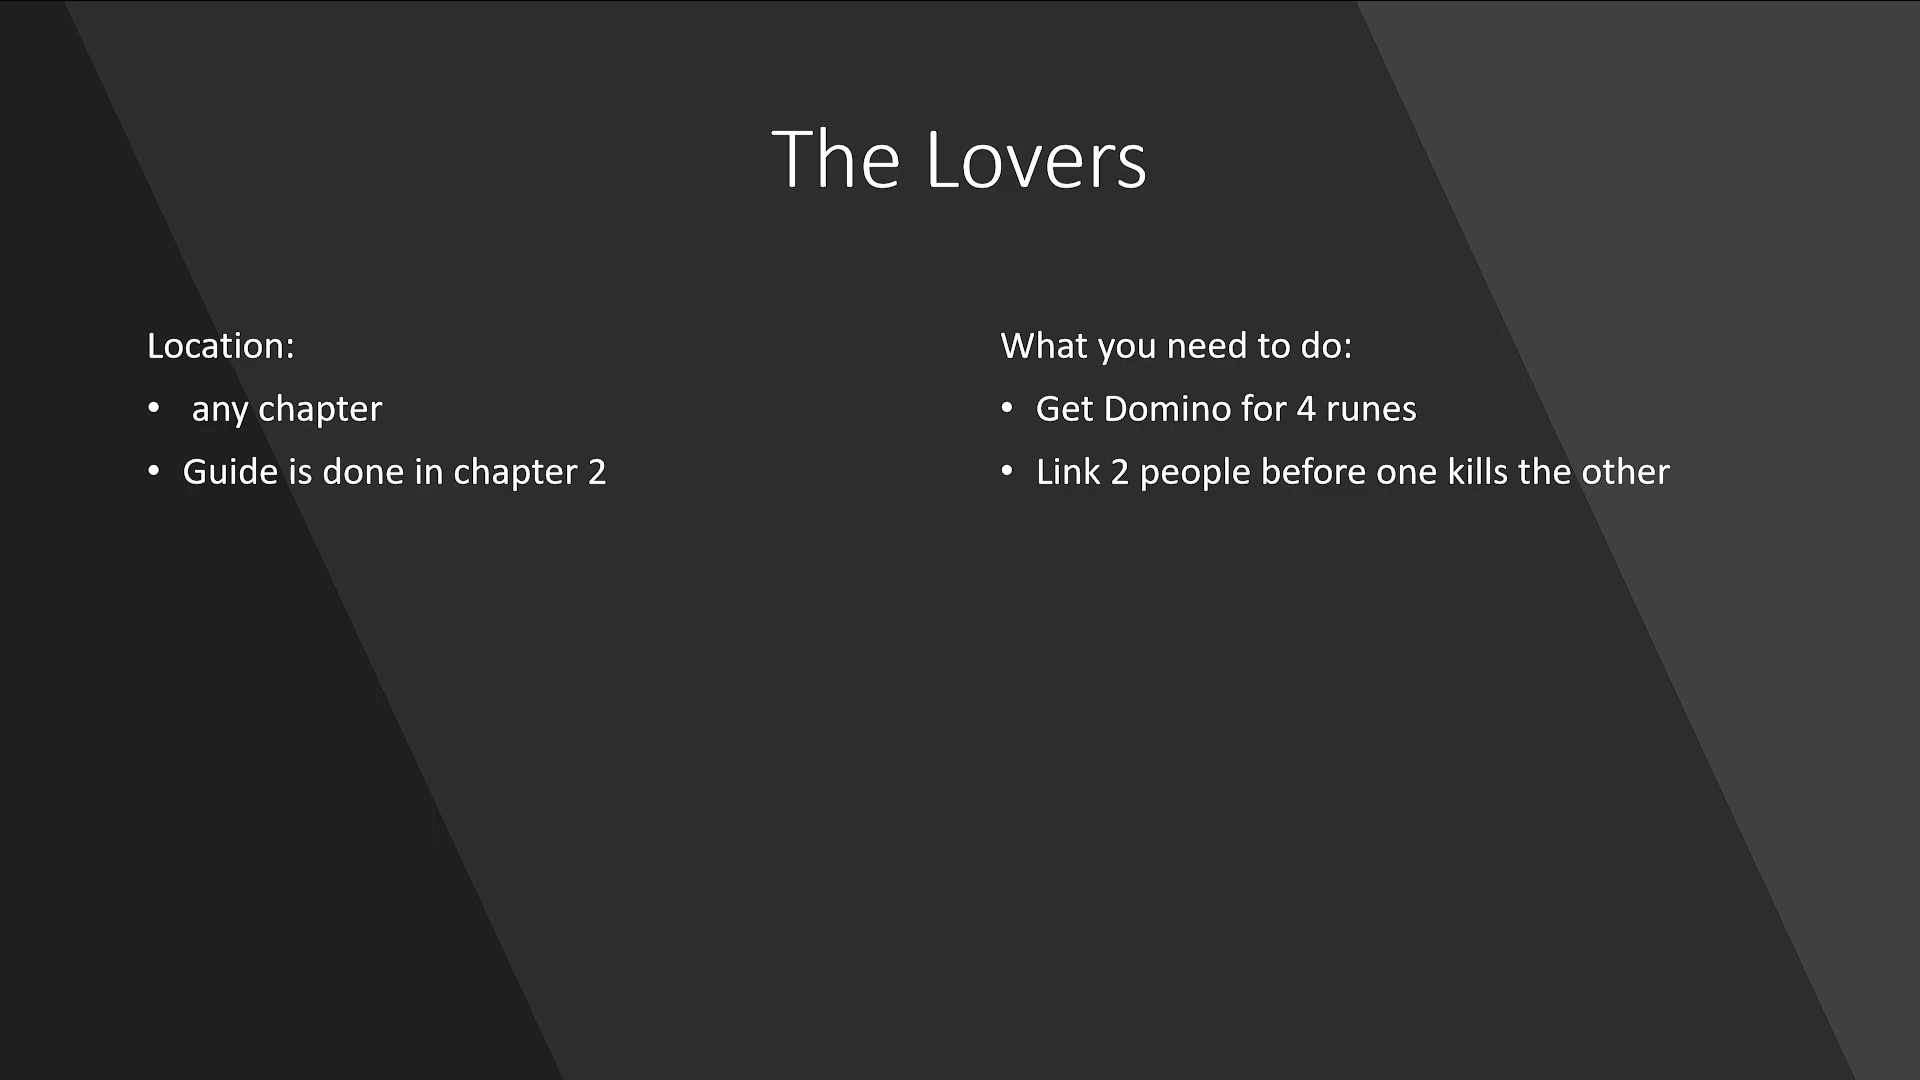 The Lovers
Location:
• any chapter
• Guide is done in chapter 2
What you need to do:
• Get Domino for 4 runes
• Link 2 people before one kills the other